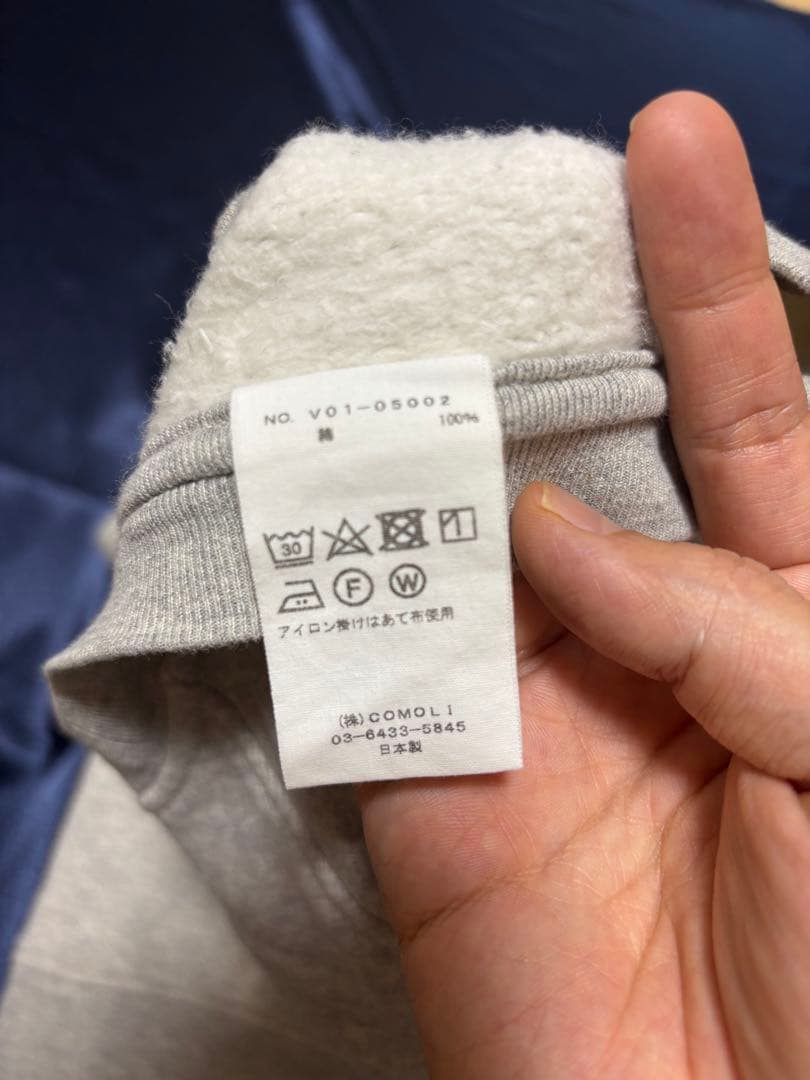 NO. V01-05002
綿 100%
30
F W
アイロン掛けはあて布使用
(株)COMOLI
03-6433-5845
日本製